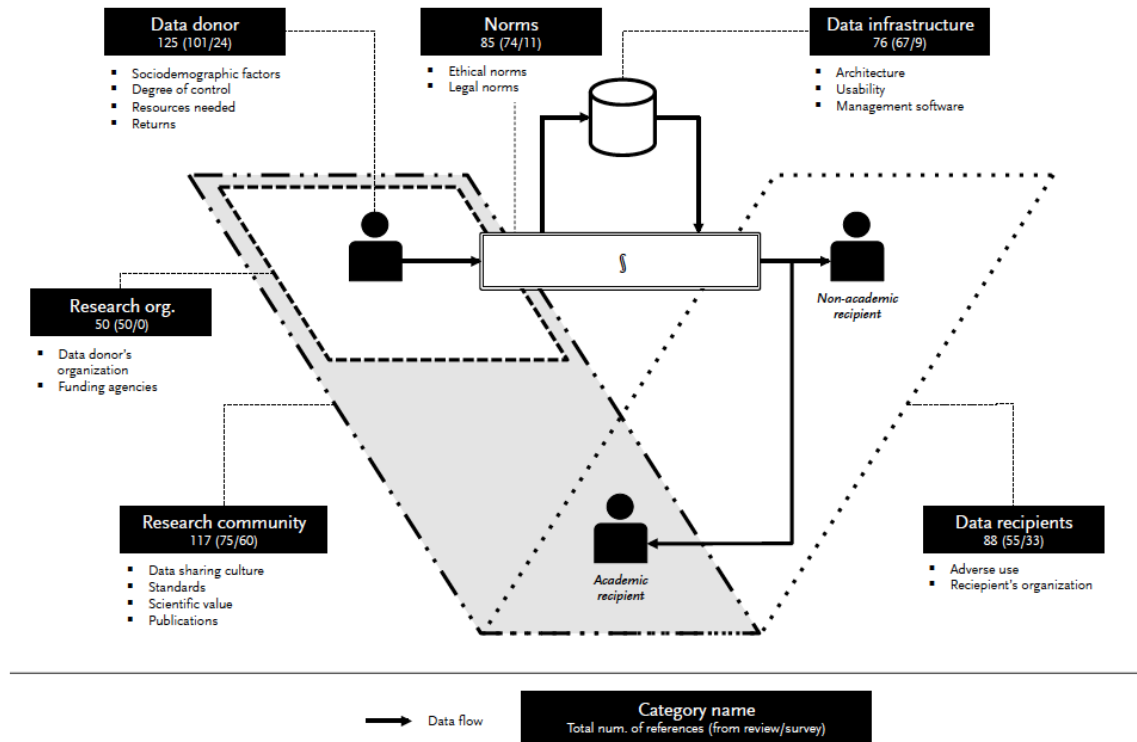 Data donor
125 (101/24)
▪ Sociodemographic factors
▪ Degree of control
▪ Resources needed
▪ Returns
Norms
85 (74/11)
▪ Ethical norms
▪ Legal norms
Data infrastructure
76 (67/9)
▪ Architecture
▪ Usability
▪ Management software
§
Non-academic
recipient
Research org.
50 (50/0)
▪ Data donor's
organization
▪ Funding agencies
Research community
117 (75/60)
▪ Data sharing culture
▪ Standards
▪ Scientific value
▪ Publications
Academic
recipient
Data recipients
88 (55/33)
▪ Adverse use
▪ Reciepient's organization
Data flow
Category name
Total num. of references (from review/survey)